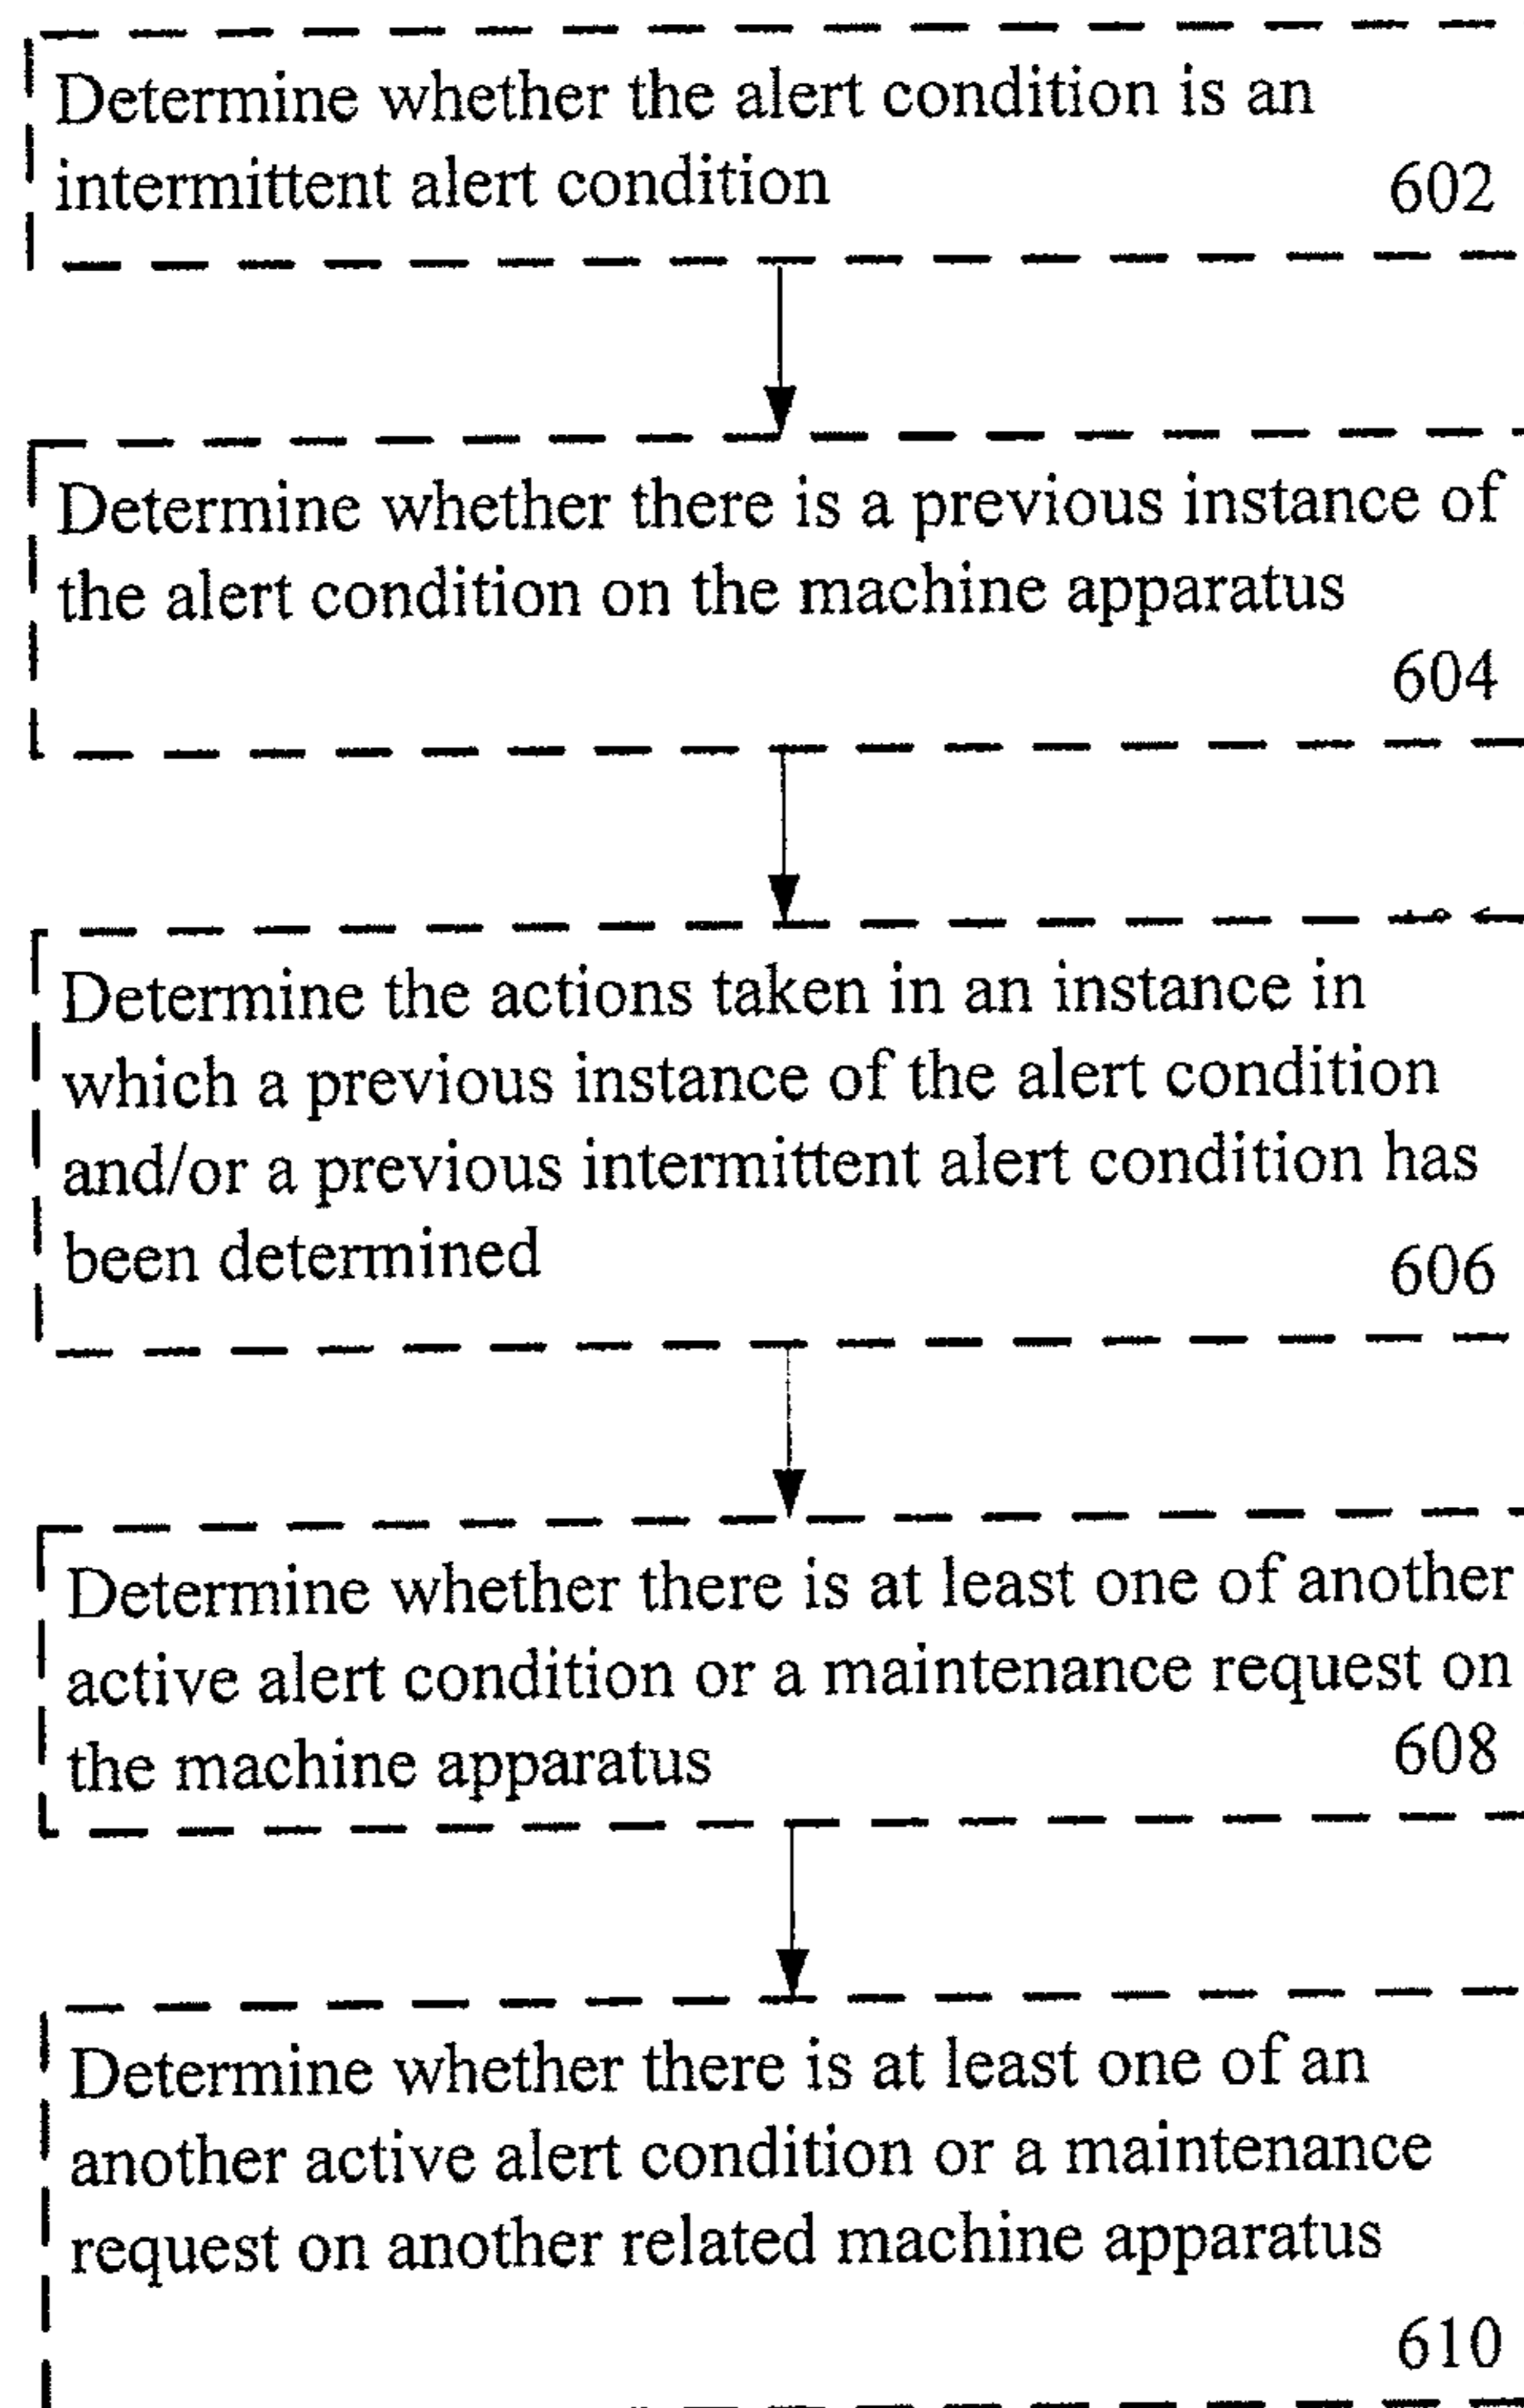 Determine whether the alert condition is an
intermittent alert condition
602
Determine whether there is a previous instance of
the alert condition on the machine apparatus
604
Determine the actions taken in an instance in
which a previous instance of the alert condition
and/or a previous intermittent alert condition has
been determined
606
Determine whether there is at least one of another
active alert condition or a maintenance request on
the machine apparatus
608
Determine whether there is at least one of an
another active alert condition or a maintenance
request on another related machine apparatus
610